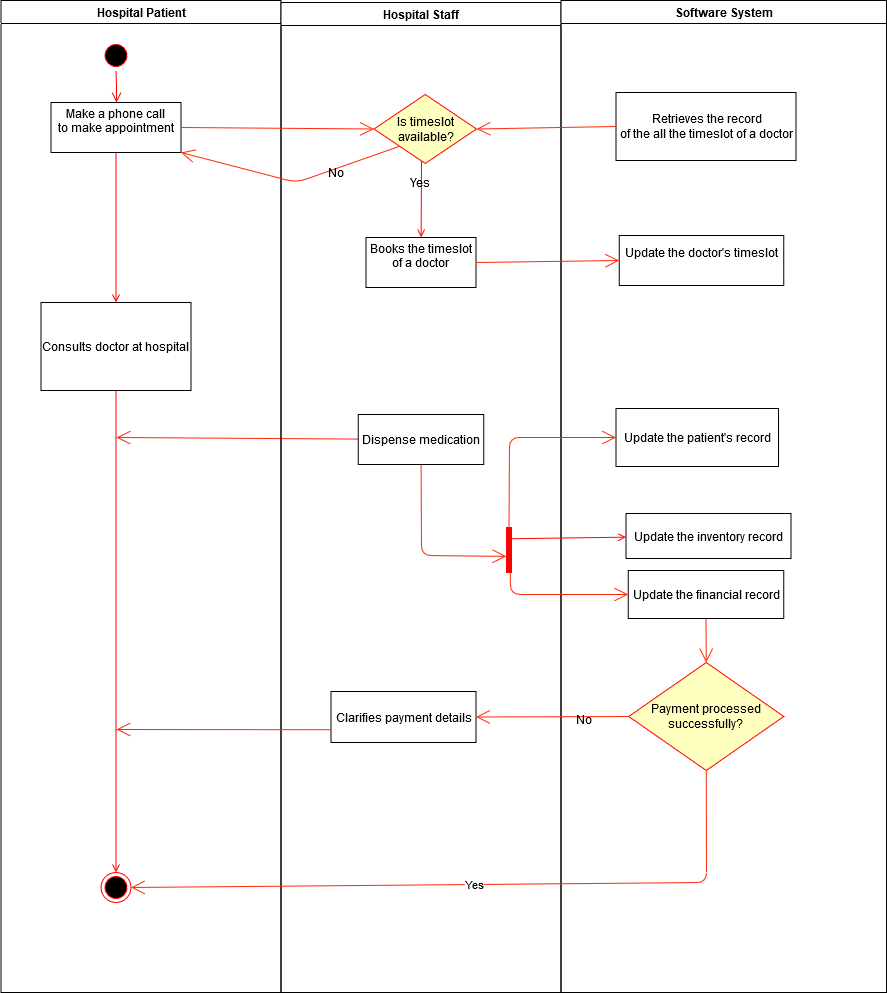 Hospital Patient
Hospital Staff
Software System
Make a phone call
to make appointment
Is timeslot
available?
Retrieves the record
of the all the timeslot of a doctor
No
Yes
Books the timeslot
of a doctor
Update the doctor's timeslot
Consults doctor at hospital
Dispense medication
Update the patient's record
Update the inventory record
Update the financial record
Clarifies payment details
No
Payment processed
successfully?
Yes